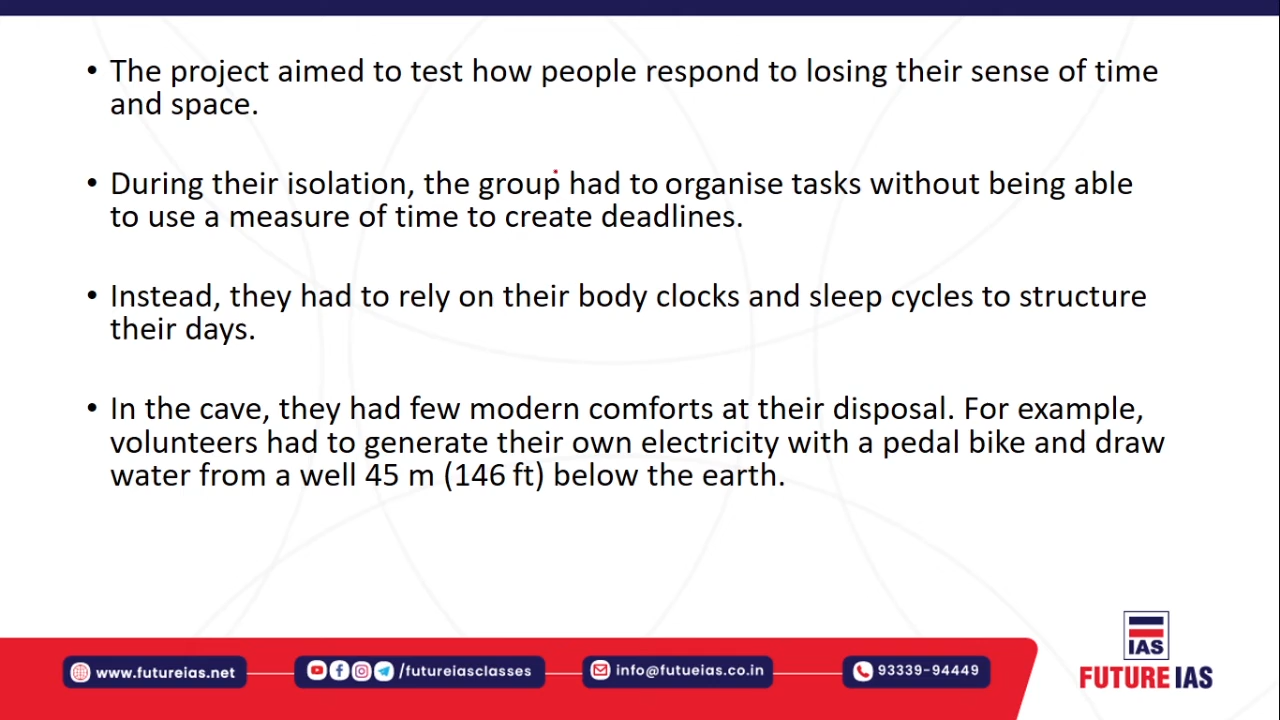 • The project aimed to test how people respond to losing their sense of time
and space.
• During their isolation, the group had to organise tasks without being able
to use a measure of time to create deadlines.
• Instead, they had to rely on their body clocks and sleep cycles to structure
their days.
• In the cave, they had few modern comforts at their disposal. For example,
volunteers had to generate their own electricity with a pedal bike and draw
water from a well 45 m (146 ft) below the earth.
www.futureias.net
/futureiasclasses
info@futueias.co.in
93339-94449
IAS
FUTURE IAS